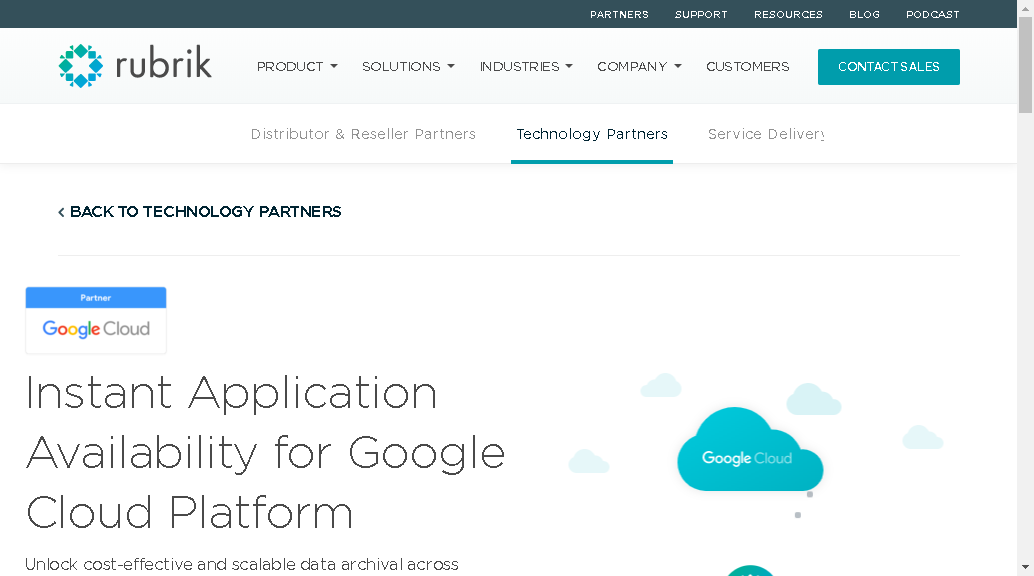 PARTNERS SUPPORT RESOURCES BLOG PODCAST
rubrik PRODUCT SOLUTIONS INDUSTRIES COMPANY CUSTOMERS CONTACT SALES
Distributor & Reseller Partners Technology Partners Service Delivery
BACK TO TECHNOLOGY PARTNERS
Partner
Google Cloud
Instant Application
Availability for Google
Cloud Platform
Unlock cost-effective and scalable data archival across
Google Cloud